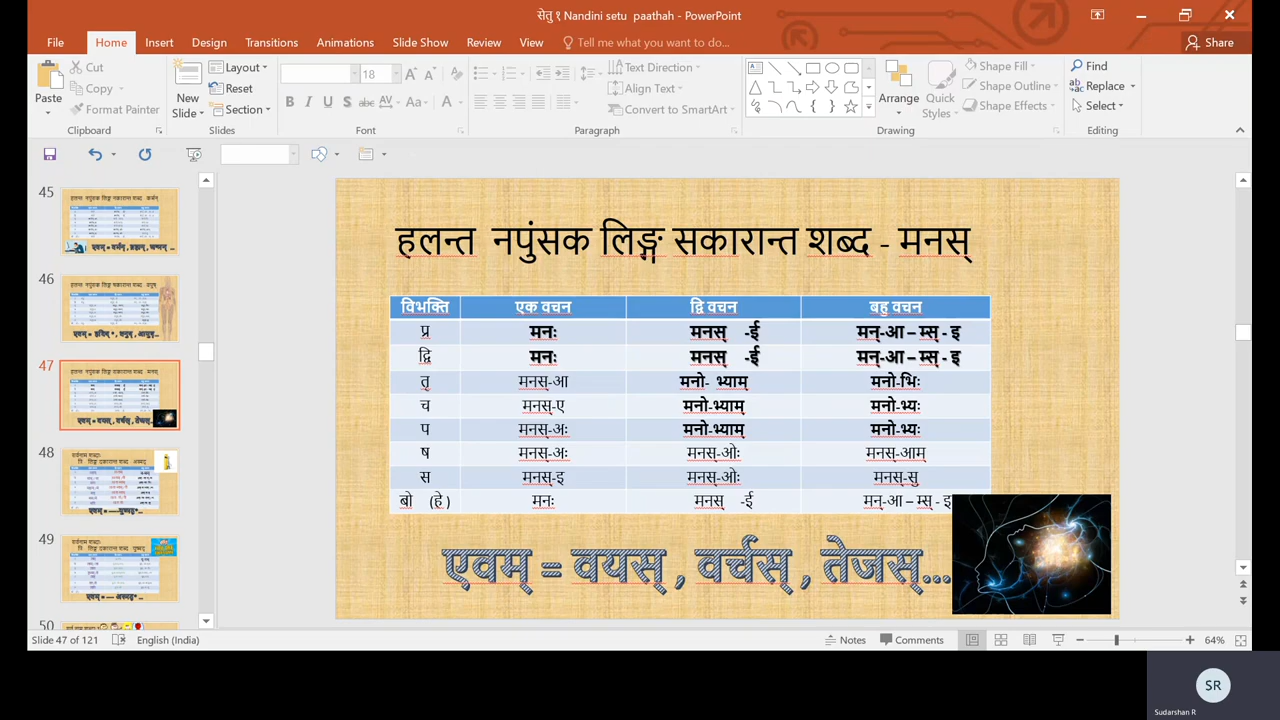 सेतु १ Nandini setu paathah - PowerPoint
File Home Insert Design Transitions Animations Slide Show Review View Tell me what you want to do... Share
Paste Cut Copy Format Painter Clipboard
New Slide Layout Reset Section Slides
18 Font
Text Direction Align Text Convert to SmartArt Paragraph
Arrange Quick Styles Shape Fill Shape Outline Shape Effects Drawing
Find Replace Select Editing
45
46
47
48
49
50
हलन्त नपुंसक लिङ्ग सकारान्त शब्द - मनस्
विभक्ति एक वचन द्वि वचन बहु वचन
प्र मनः मनस् -ई मन्-आ – म्स् - इ
द्वि मनः मनस् -ई मन्-आ – म्स् - इ
तृ मनस्-आ मनो- भ्याम् मनो-भिः
च मनस्-ए मनो-भ्याम् मनो-भ्यः
प मनस्-अः मनो-भ्याम् मनो-भ्यः
ष मनस्-अः मनस्-ओः मनस्-आम्
स मनस्-इ मनस्-ओः मनस्-सु
बो (हे) मनः मनस् -ई मन्-आ – म्स् - इ
एवम् = वयस् , वर्चस् , तेजस्...
Slide 47 of 121 English (India) Notes Comments 64%
SR
Sudarshan R